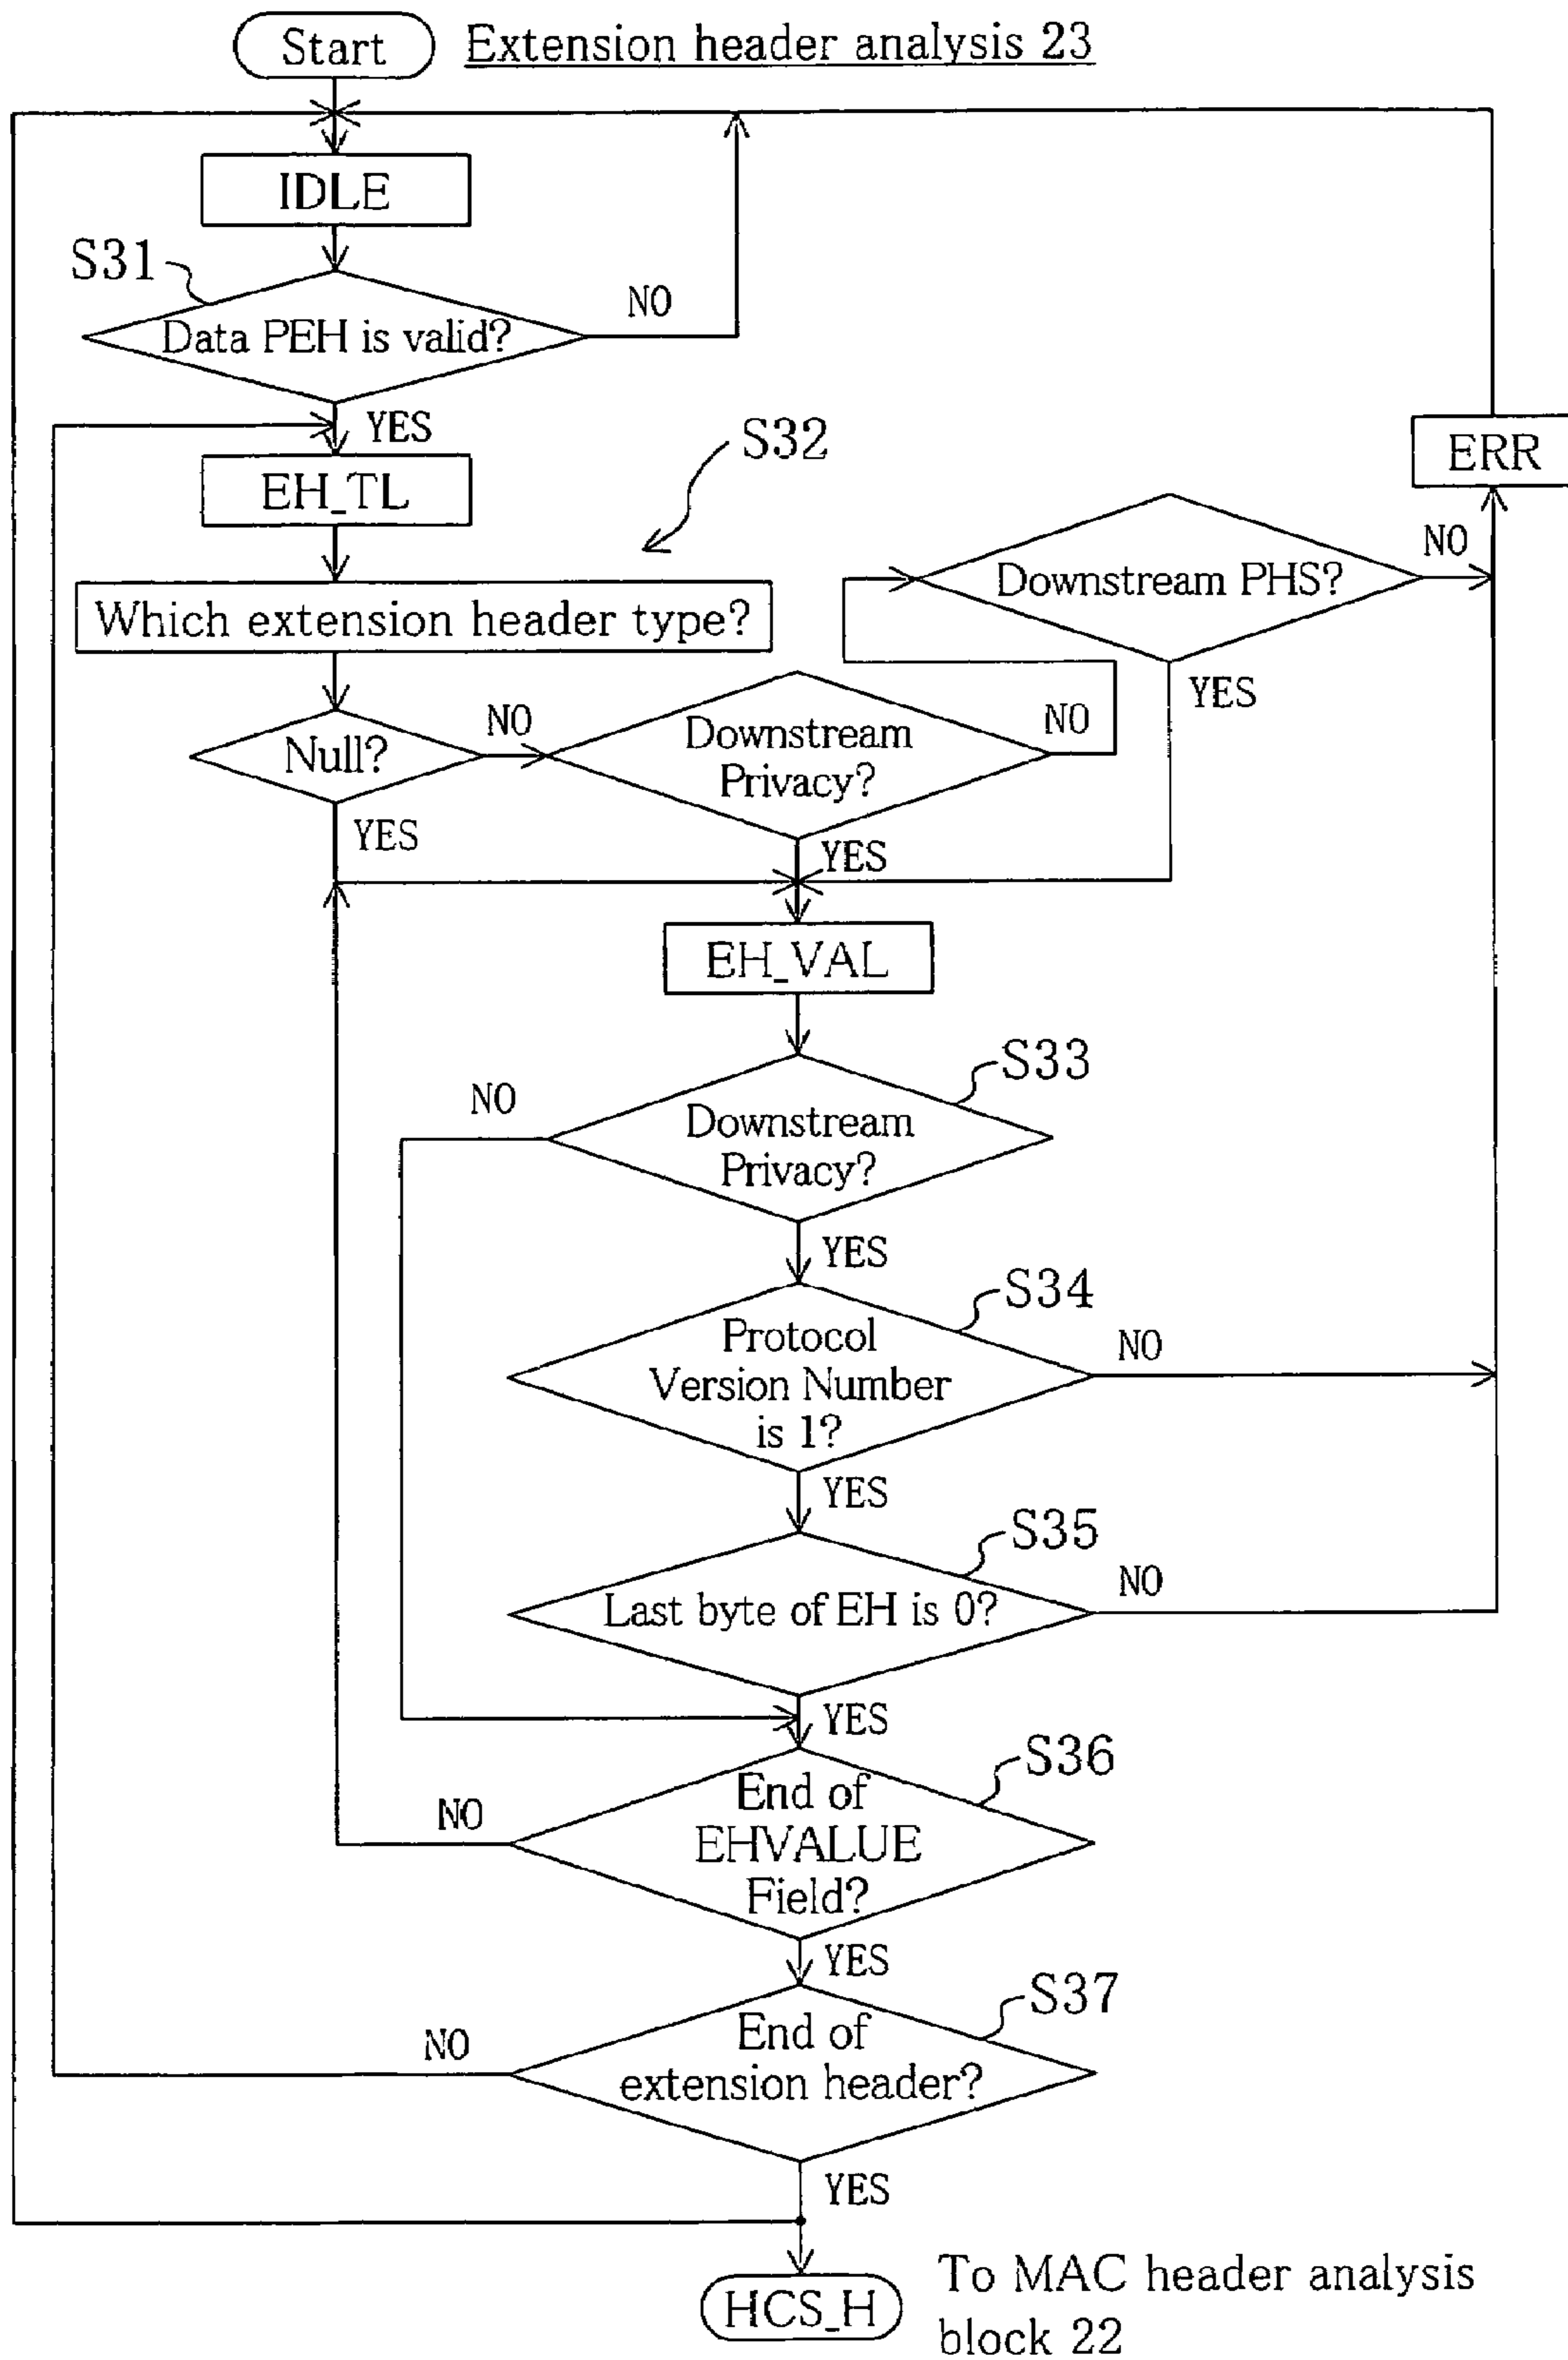 Start
Extension header analysis 23
IDLE
S31
Data PEH is valid?
NO
YES
S32
EH_TL
ERR
Which extension header type?
Downstream PHS?
NO
YES
Null?
NO
Downstream
Privacy?
NO
YES
YES
EH_VAL
S33
Downstream
Privacy?
NO
YES
S34
Protocol
Version Number
is 1?
NO
YES
S35
Last byte of EH is 0?
NO
YES
S36
End of
EHVALUE
Field?
NO
YES
S37
End of
extension header?
NO
YES
HCS_H
To MAC header analysis
block 22